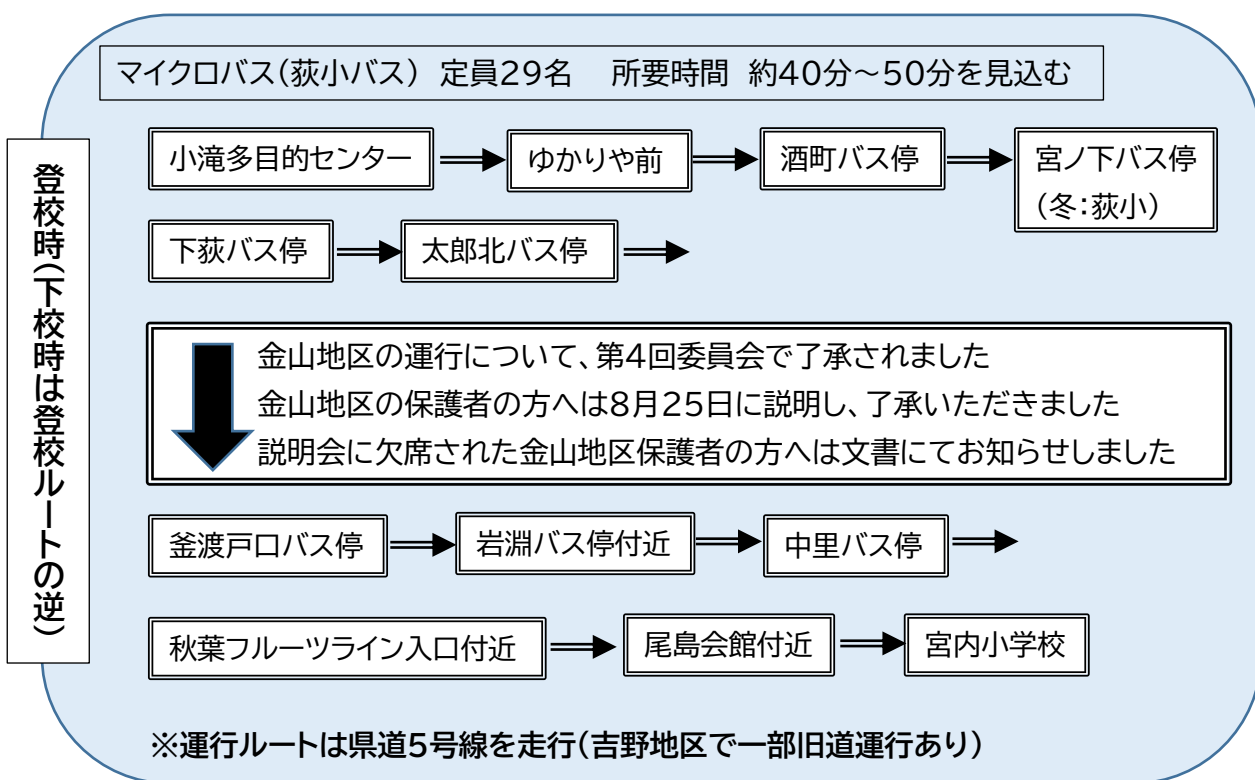 マイクロバス(荻小バス) 定員29名 所要時間 約40分～50分を見込む
登校時(下校時は登校ルートの逆)
小滝多目的センター
ゆかりや前
酒町バス停
宮ノ下バス停
(冬:荻小)
下荻バス停
太郎北バス停
金山地区の運行について、第4回委員会で了承されました
金山地区の保護者の方へは8月25日に説明し、了承いただきました
説明会に欠席された金山地区保護者の方へは文書にてお知らせしました
釜渡戸口バス停
岩淵バス停付近
中里バス停
秋葉フルーツライン入口付近
尾島会館付近
宮内小学校
※運行ルートは県道5号線を走行(吉野地区で一部旧道運行あり)